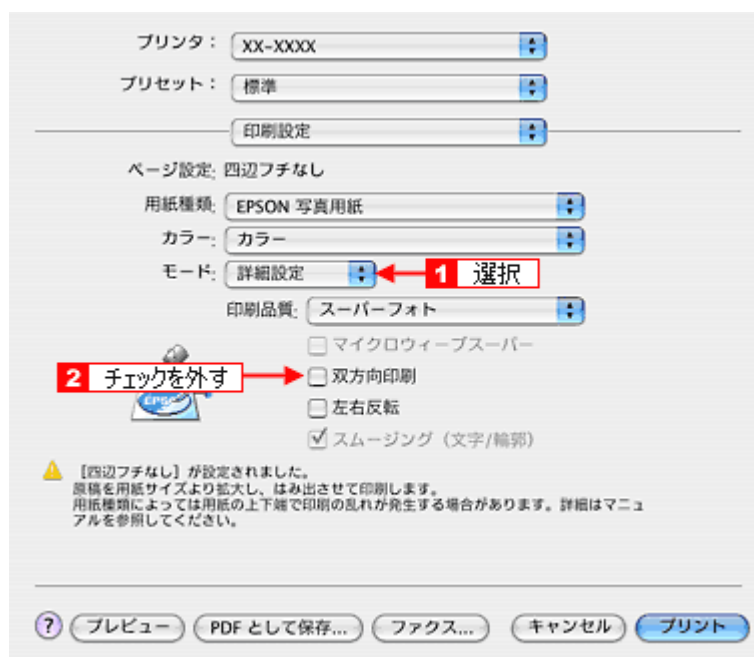 プリンタ： XX-XXXX
プリセット： 標準
印刷設定
ページ設定: 四辺フチなし
用紙種類: EPSON 写真用紙
カラー: カラー
モード: 詳細設定 1 選択
印刷品質: スーパーフォト
マイクロウィーブスーパー
2 チェックを外す 双方向印刷
EPSO
左右反転
スムージング（文字/輪郭）
[四辺フチなし] が設定されました。
原稿を用紙サイズより拡大し、はみ出させて印刷します。
用紙種類によっては用紙の上下端で印刷の乱れが発生する場合があります。詳細はマニュ
アルを参照してください。
? プレビュー PDF として保存... ファクス... キャンセル プリント